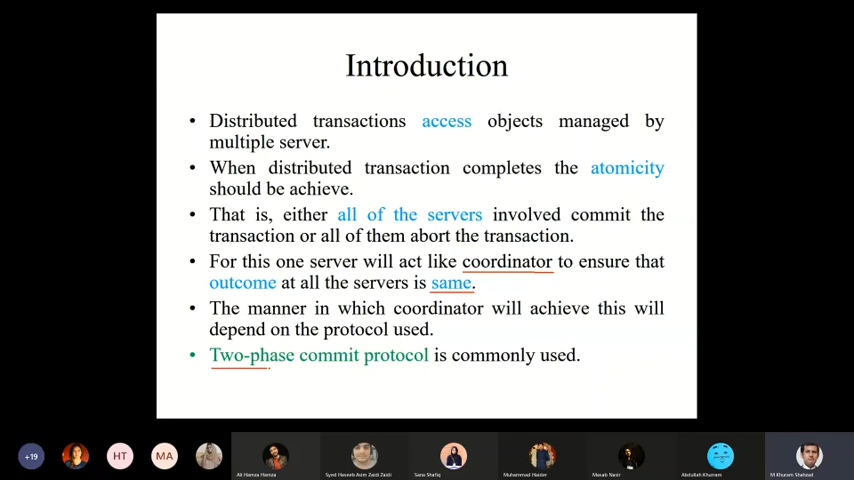 Introduction
• Distributed transactions access objects managed by
multiple server.
• When distributed transaction completes the atomicity
should be achieve.
• That is, either all of the servers involved commit the
transaction or all of them abort the transaction.
• For this one server will act like coordinator to ensure that
outcome at all the servers is same.
• The manner in which coordinator will achieve this will
depend on the protocol used.
• Two-phase commit protocol is commonly used.
+19 HT MA
Ali Hamza Hamza Syed Haseeb Asim Zaidi Zaidi Sana Shafiq Muhammad Haider Masab Nasir Abdullah Khurram M Khuram Shahzad